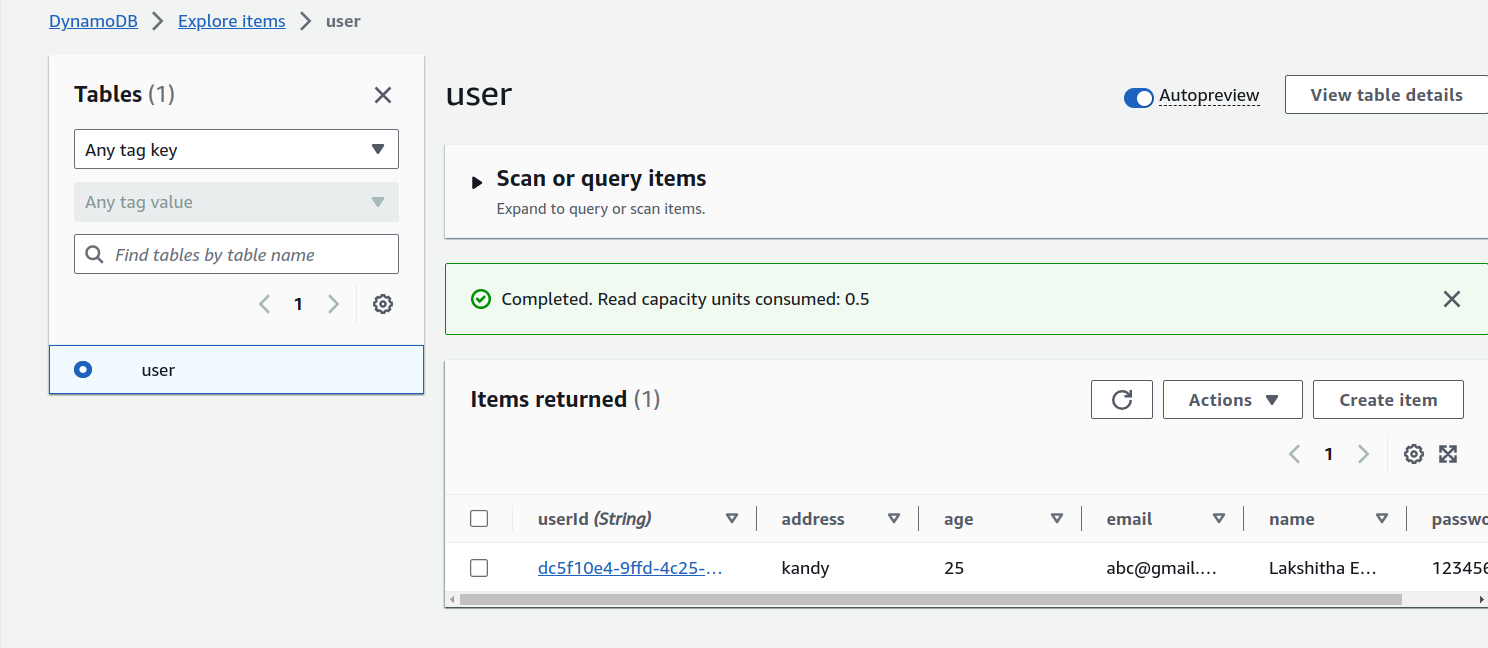 DynamoDB > Explore items > user
Tables (1)
Any tag key
Any tag value
Find tables by table name
1
user
user
Autopreview
View table details
Scan or query items
Expand to query or scan items.
Completed. Read capacity units consumed: 0.5
Items returned (1)
Actions
Create item
1
userId (String) address age email name passwo
dc5f10e4-9ffd-4c25-... kandy 25 abc@gmail.... Lakshitha E... 123456